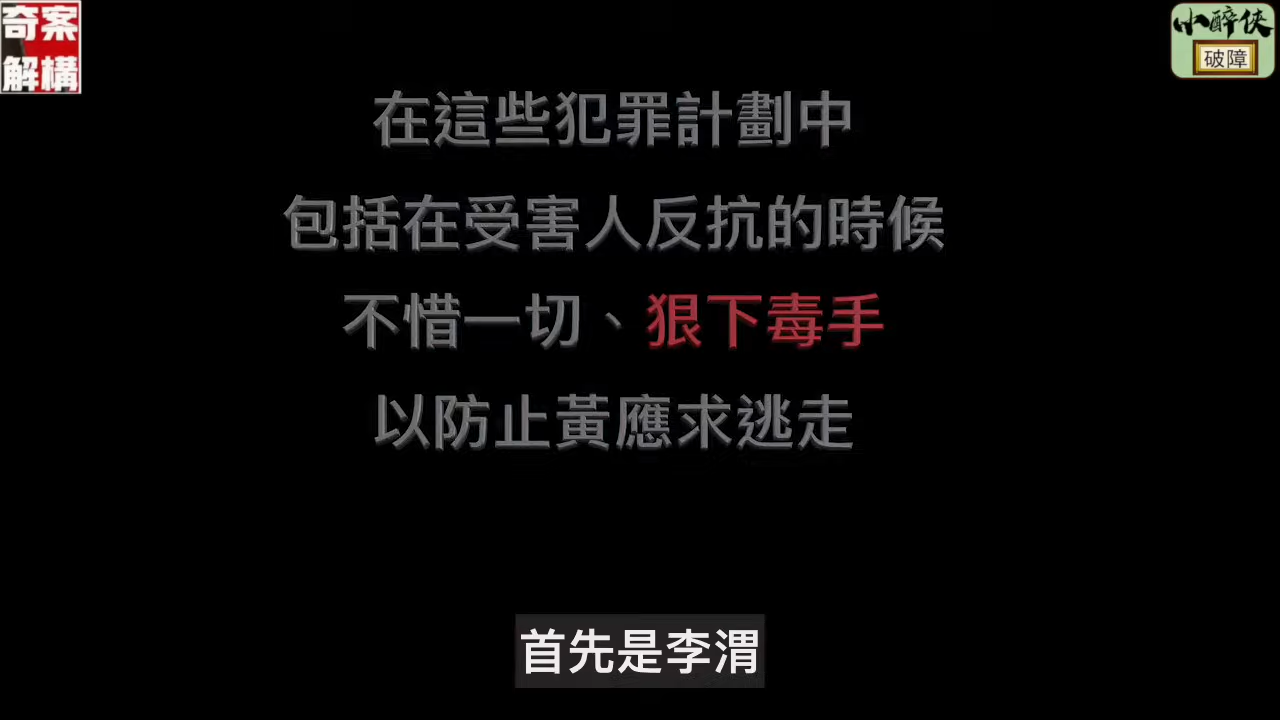 奇案
解構
小醉俠
破障
在這些犯罪計劃中
包括在受害人反抗的時候
不惜一切、狠下毒手
以防止黃應求逃走
首先是李渭